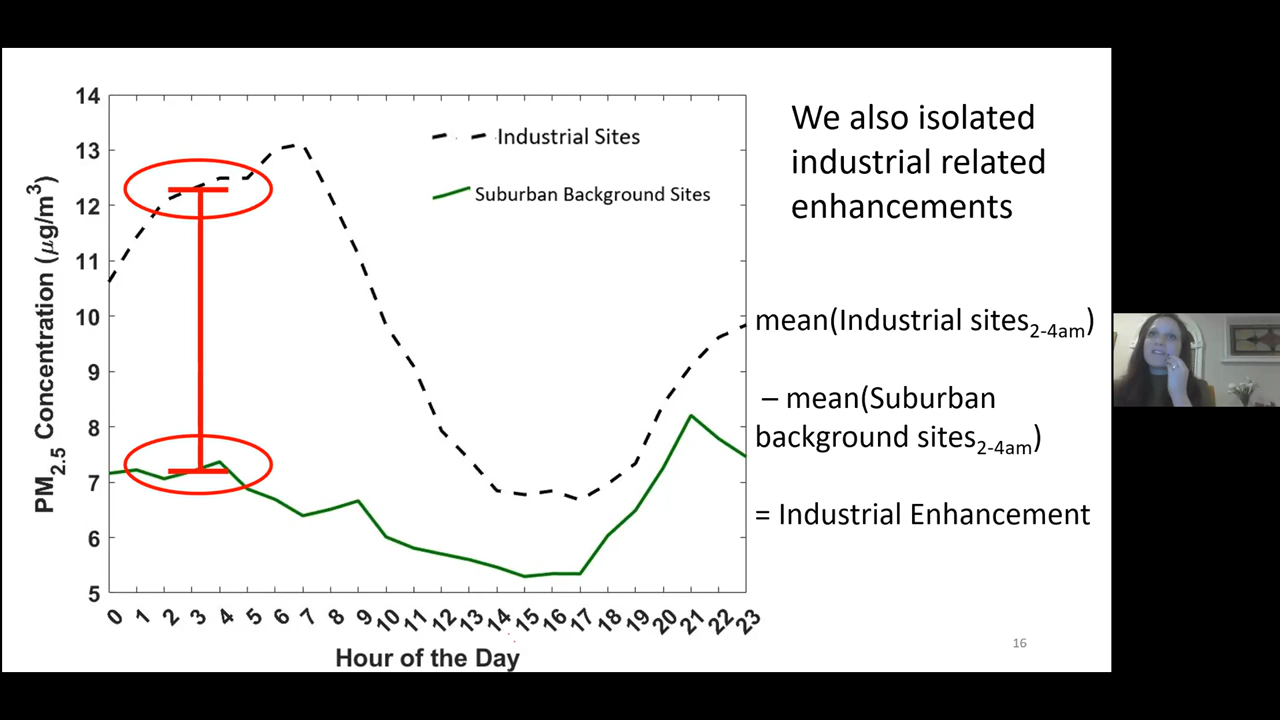 We also isolated
industrial related
enhancements
14
13
12
11
10
9
8
7
6
5
PM2.5 Concentration (μg/m³)
Industrial Sites
Suburban Background Sites
0 1 2 3 4 5 6 7 8 9 10 11 12 13 14 15 16 17 18 19 20 21 22 23
Hour of the Day
mean(Industrial sites2-4am)
– mean(Suburban
background sites2-4am)
= Industrial Enhancement
16